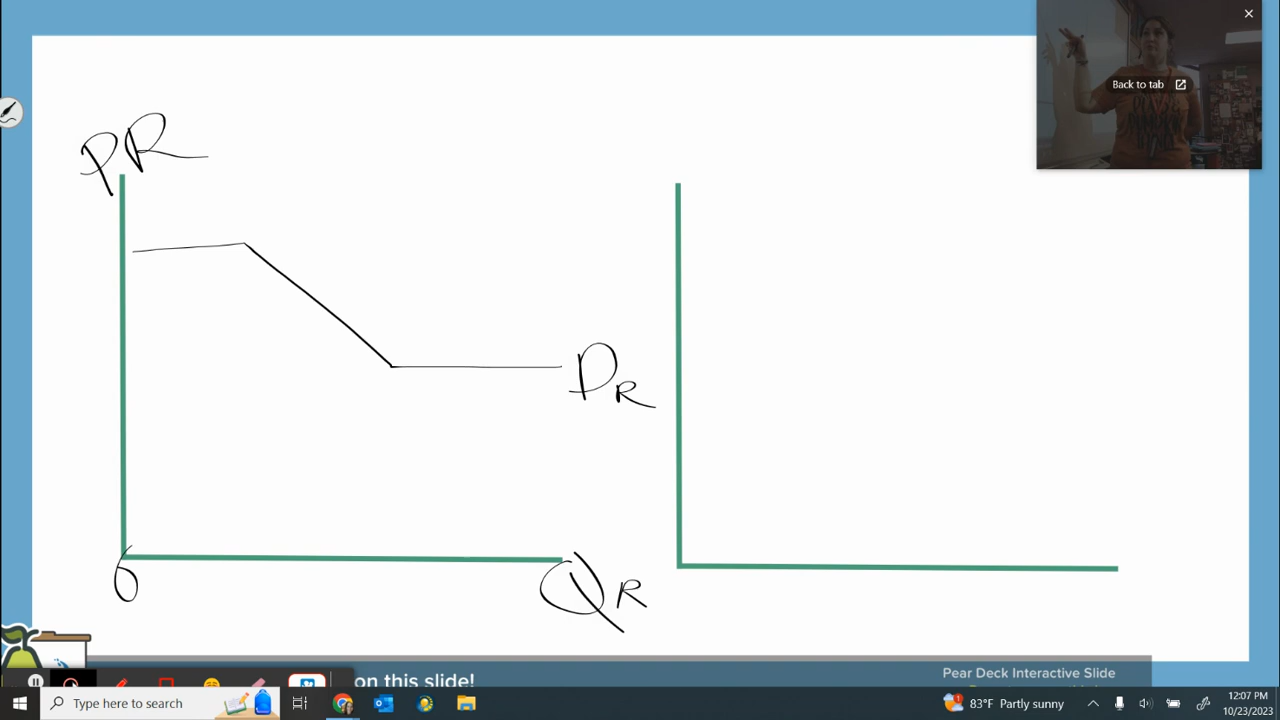 Back to tab
PR
DR
0
QR
on this slide!
Pear Deck Interactive Slide
Type here to search
83°F Partly sunny
12:07 PM
10/23/2023